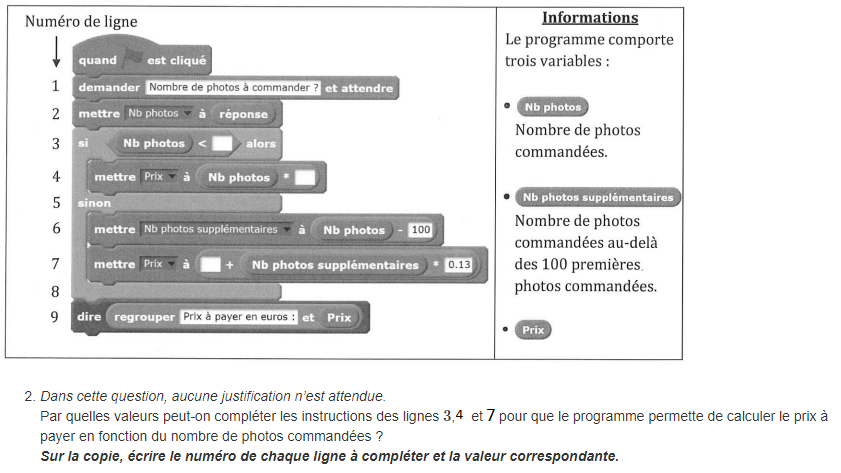 Numéro de ligne
quand est cliqué
1 demander Nombre de photos à commander ? et attendre
2 mettre Nb photos à réponse
3 si Nb photos < alors
4 mettre Prix à Nb photos *
5 sinon
6 mettre Nb photos supplémentaires à Nb photos - 100
7 mettre Prix à + Nb photos supplémentaires * 0.13
8
9 dire regrouper Prix à payer en euros : et Prix
Informations
Le programme comporte
trois variables :
• Nb photos
Nombre de photos
commandées.
• Nb photos supplémentaires
Nombre de photos
commandées au-delà
des 100 premières
photos commandées.
• Prix
2. Dans cette question, aucune justification n'est attendue.
Par quelles valeurs peut-on compléter les instructions des lignes 3,4 et 7 pour que le programme permette de calculer le prix à
payer en fonction du nombre de photos commandées ?
Sur la copie, écrire le numéro de chaque ligne à compléter et la valeur correspondante.